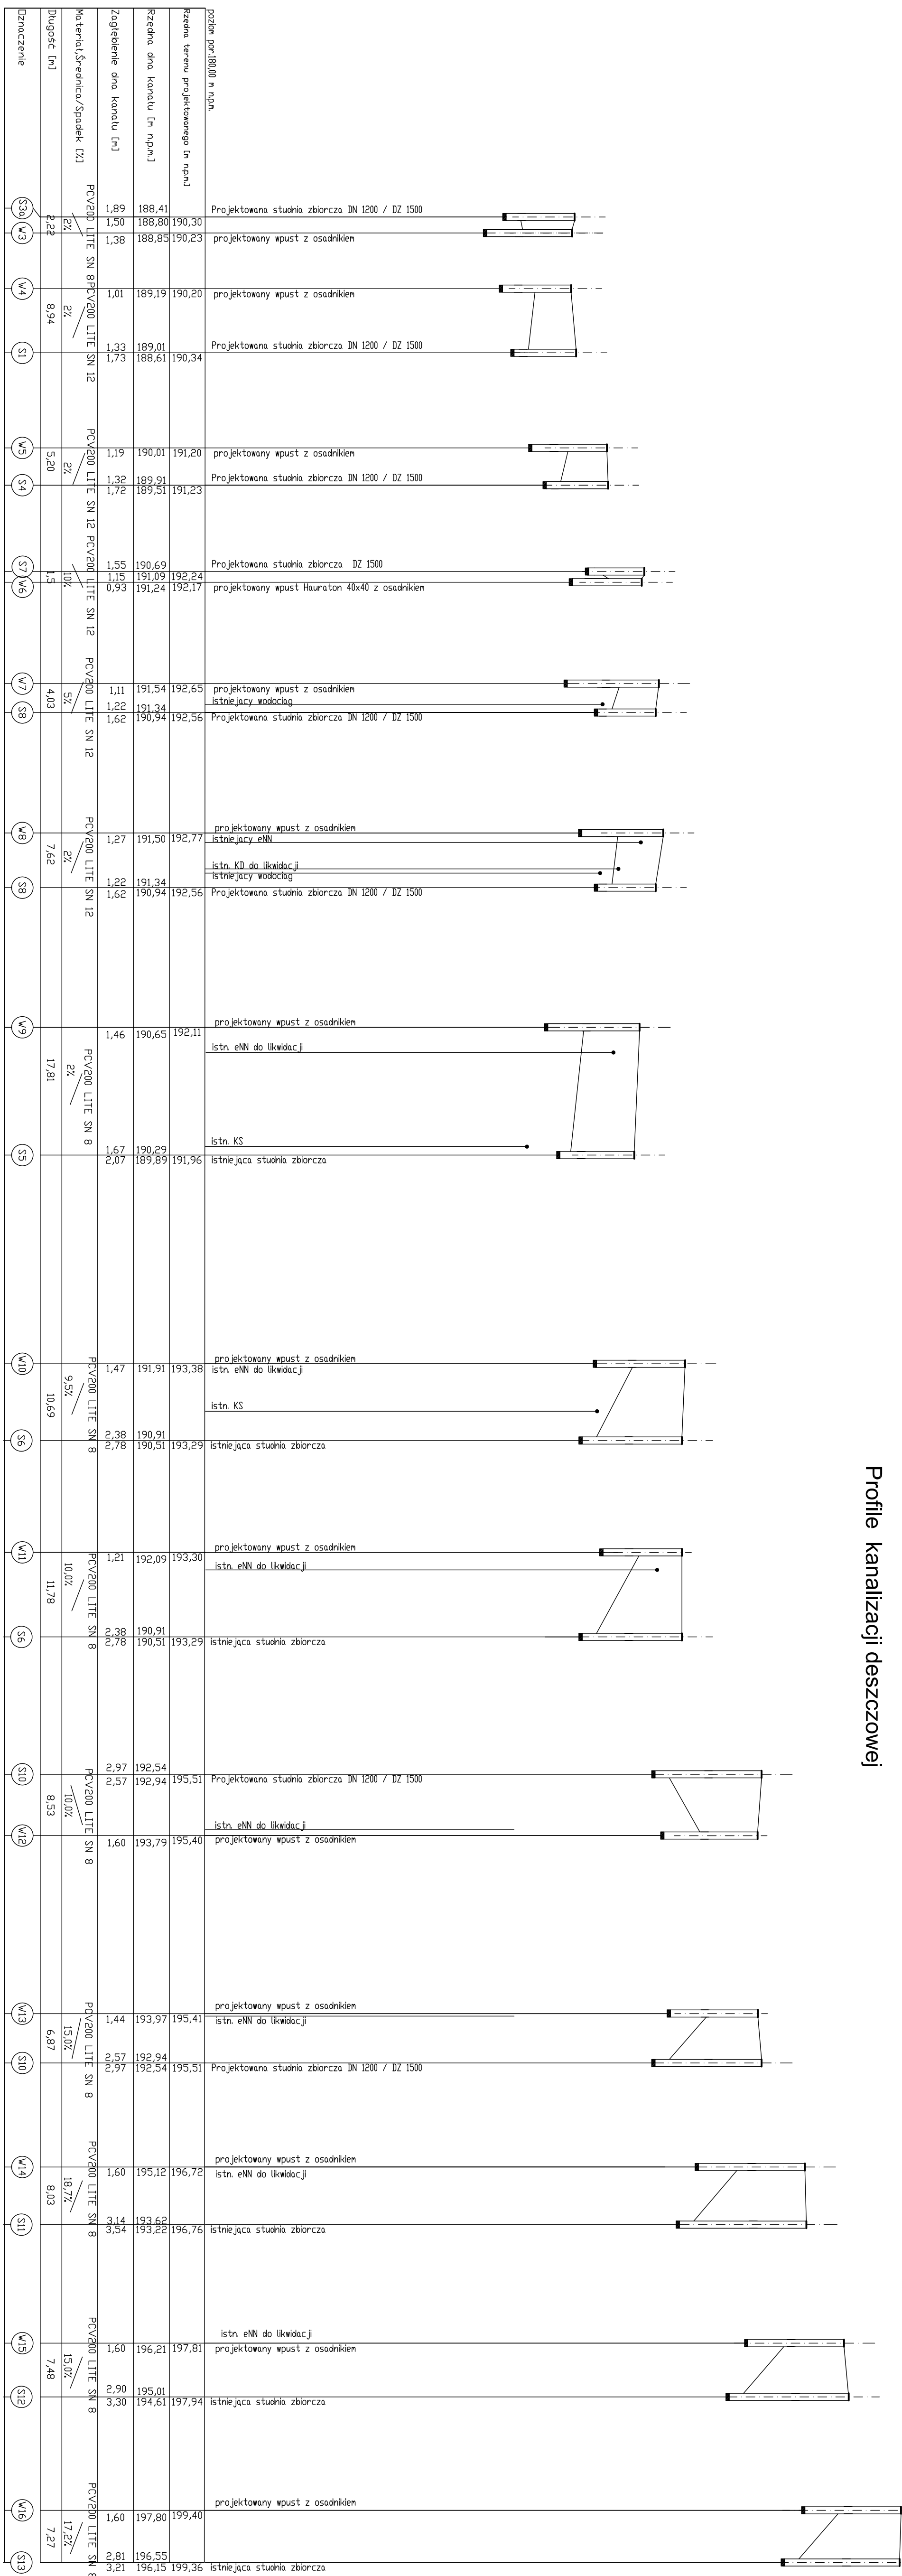 Profile kanalizacji deszczowej
poziom por.180,00 m n.p.m.
Rzędna terenu projektowanego [m n.p.m.]
Rzędna dna kanału [m n.p.m.]
Zagłębienie dna kanału [m]
Materiał,Średnica/Spadek [%]
Długość [m]
Oznaczenie
S3a
1,89 188,41 Projektowana studnia zbiorcza DN 1200 / DZ 1500
1,50 188,80 190,30
PCV200 LITE SN 8
2%
2,22
W3
1,38 188,85 190,23 projektowany wpust z osadnikiem
W4
1,01 189,19 190,20 projektowany wpust z osadnikiem
PCV200 LITE SN 12
2%
8,94
S1
1,33 189,01 Projektowana studnia zbiorcza DN 1200 / DZ 1500
1,73 188,61 190,34
W5
1,19 190,01 191,20 projektowany wpust z osadnikiem
PCV200 LITE SN 12
2%
5,20
S4
1,32 189,91 Projektowana studnia zbiorcza DN 1200 / DZ 1500
1,72 189,51 191,23
S7
1,55 190,69 Projektowana studnia zbiorcza DZ 1500
1,15 191,09 192,24
PCV200 LITE SN 12
10%
1,5
W6
0,93 191,24 192,17 projektowany wpust Hauraton 40x40 z osadnikiem
W7
1,11 191,54 192,65 projektowany wpust z osadnikiem
istniejacy wodociąg
PCV200 LITE SN 12
5%
4,03
S8
1,22 191,34
1,62 190,94 192,56 Projektowana studnia zbiorcza DN 1200 / DZ 1500
W8
projektowany wpust z osadnikiem
1,27 191,50 192,77 istniejacy eNN
PCV200 LITE SN 12
2%
7,62
istn. KD do likwidacji
istniejacy wodociąg
S8
1,22 191,34
1,62 190,94 192,56 Projektowana studnia zbiorcza DN 1200 / DZ 1500
W9
projektowany wpust z osadnikiem
1,46 190,65 192,11
istn. eNN do likwidacji
PCV200 LITE SN 8
2%
17,81
istn. KS
S5
1,67 190,29
2,07 189,89 191,96 istniejąca studnia zbiorcza
W10
projektowany wpust z osadnikiem
1,47 191,91 193,38 istn. eNN do likwidacji
PCV200 LITE SN 8
9,5%
10,69
istn. KS
S6
2,38 190,91
2,78 190,51 193,29 istniejąca studnia zbiorcza
W11
projektowany wpust z osadnikiem
1,21 192,09 193,30
istn. eNN do likwidacji
PCV200 LITE SN 8
10,0%
11,78
S6
2,38 190,91
2,78 190,51 193,29 istniejąca studnia zbiorcza
S10
2,97 192,54
2,57 192,94 195,51 Projektowana studnia zbiorcza DN 1200 / DZ 1500
PCV200 LITE SN 8
10,0%
8,53
istn. eNN do likwidacji
W12
1,60 193,79 195,40 projektowany wpust z osadnikiem
W13
projektowany wpust z osadnikiem
1,44 193,97 195,41 istn. eNN do likwidacji
PCV200 LITE SN 8
15,0%
6,87
S10
2,57 192,94
2,97 192,54 195,51 Projektowana studnia zbiorcza DN 1200 / DZ 1500
W14
projektowany wpust z osadnikiem
1,60 195,12 196,72 istn. eNN do likwidacji
PCV200 LITE SN 8
18,7%
8,03
S11
3,14 193,62
3,54 193,22 196,76 istniejąca studnia zbiorcza
W15
istn. eNN do likwidacji
1,60 196,21 197,81 projektowany wpust z osadnikiem
PCV200 LITE SN 8
15,0%
7,48
S12
2,90 195,01
3,30 194,61 197,94 istniejąca studnia zbiorcza
W16
projektowany wpust z osadnikiem
1,60 197,80 199,40
PCV200 LITE SN 8
17,2%
7,27
S13
2,81 196,55
3,21 196,15 199,36 istniejąca studnia zbiorcza